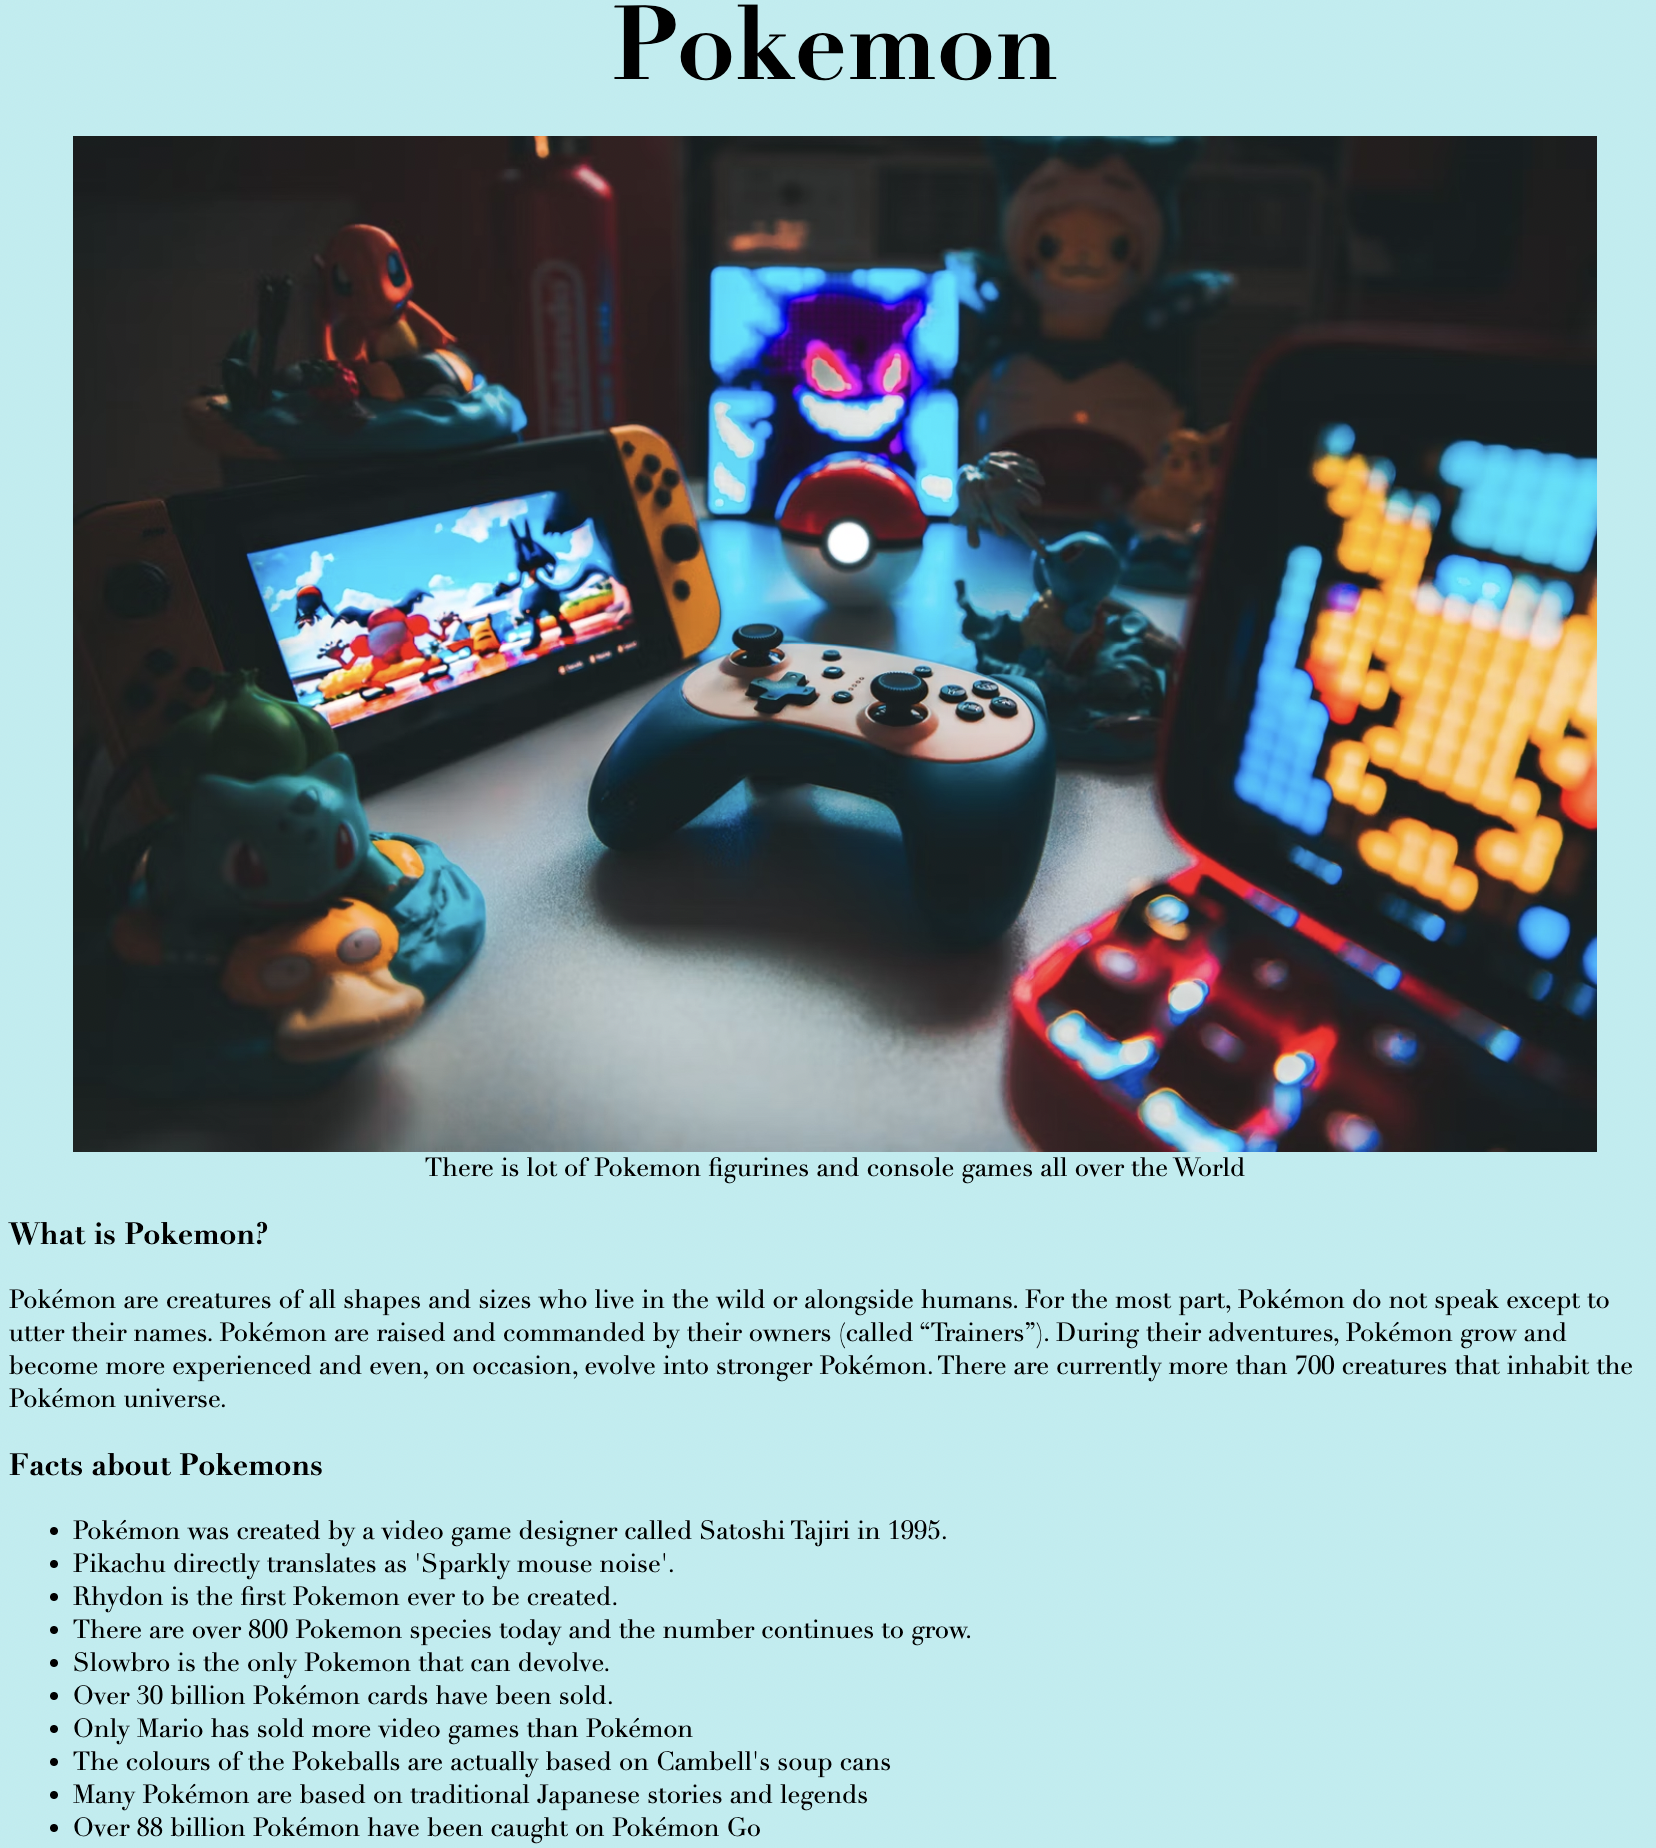 Pokemon
Nintendo
There is lot of Pokemon figurines and console games all over the World
What is Pokemon?
Pokémon are creatures of all shapes and sizes who live in the wild or alongside humans. For the most part, Pokémon do not speak except to
utter their names. Pokémon are raised and commanded by their owners (called “Trainers”). During their adventures, Pokémon grow and
become more experienced and even, on occasion, evolve into stronger Pokémon. There are currently more than 700 creatures that inhabit the
Pokémon universe.
Facts about Pokemons
• Pokémon was created by a video game designer called Satoshi Tajiri in 1995.
• Pikachu directly translates as 'Sparkly mouse noise'.
• Rhydon is the first Pokemon ever to be created.
• There are over 800 Pokemon species today and the number continues to grow.
• Slowbro is the only Pokemon that can devolve.
• Over 30 billion Pokémon cards have been sold.
• Only Mario has sold more video games than Pokémon
• The colours of the Pokeballs are actually based on Cambell's soup cans
• Many Pokémon are based on traditional Japanese stories and legends
• Over 88 billion Pokémon have been caught on Pokémon Go